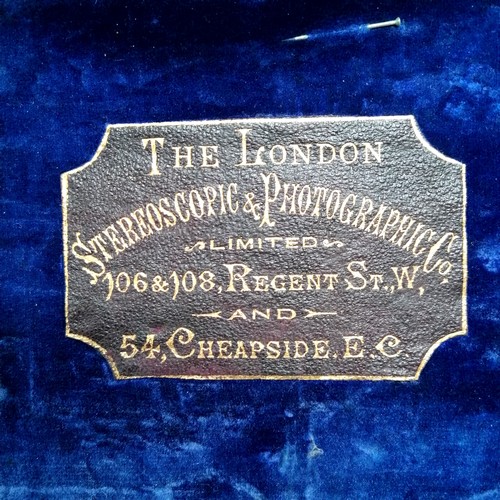 THE LONDON
STEREOSCOPIC & PHOTOGRAPHIC CO.
LIMITED
106 & 108, REGENT ST., W,
AND
54, CHEAPSIDE. E. C.